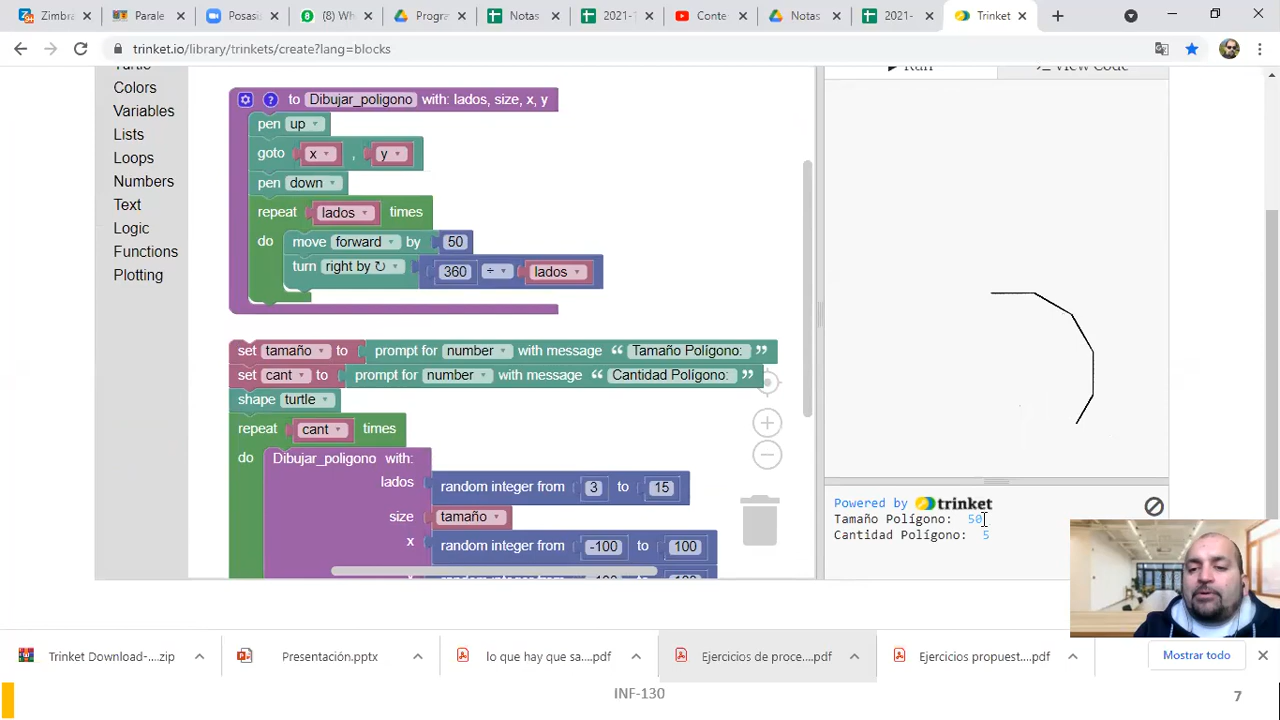 Zimbra
Parale
Posas
(8) Wh
Progra
Notas
2021-1
Conte
Notas
2021-
Trinket
trinket.io/library/trinkets/create?lang=blocks
Turtle
Colors
Variables
Lists
Loops
Numbers
Text
Logic
Functions
Plotting
to Dibujar_poligono with: lados, size, x, y
pen up
goto x , y
pen down
repeat lados times
do move forward by 50
turn right by ↻ 360 ÷ lados
set tamaño to prompt for number with message “ Tamaño Polígono: ”
set cant to prompt for number with message “ Cantidad Polígono: ”
shape turtle
repeat cant times
do Dibujar_poligono with:
lados random integer from 3 to 15
size tamaño
x random integer from -100 to 100
Run
View Code
Powered by trinket
Tamaño Polígono: 50
Cantidad Polígono: 5
Trinket Download-....zip
Presentación.pptx
lo que hay que sa....pdf
Ejercicios de proce....pdf
Ejercicios propuest....pdf
Mostrar todo
INF-130
7